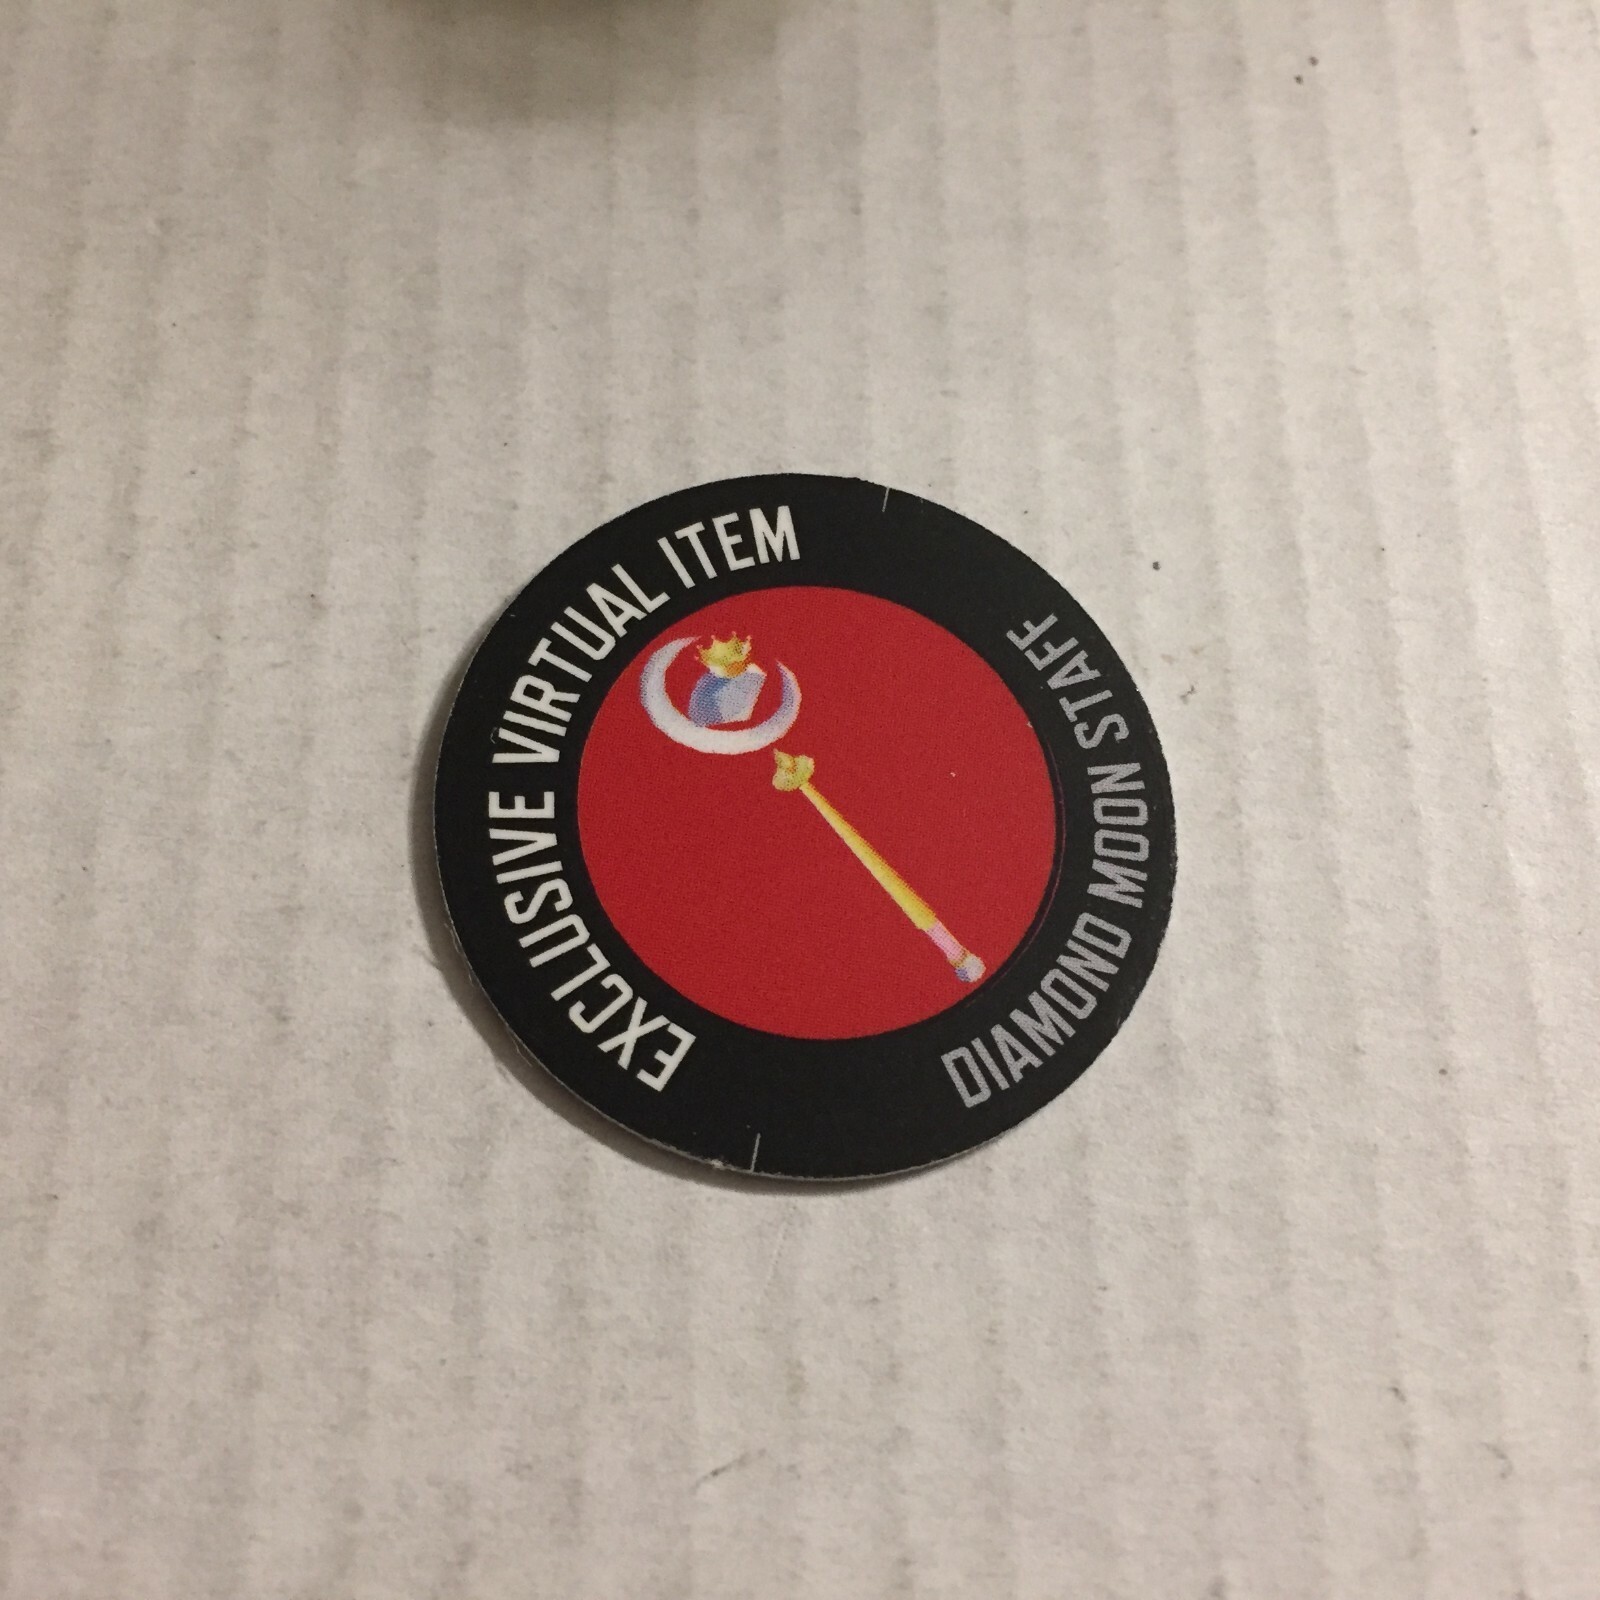 EXCLUSIVE VIRTUAL ITEM
DIAMOND MOON STAFF